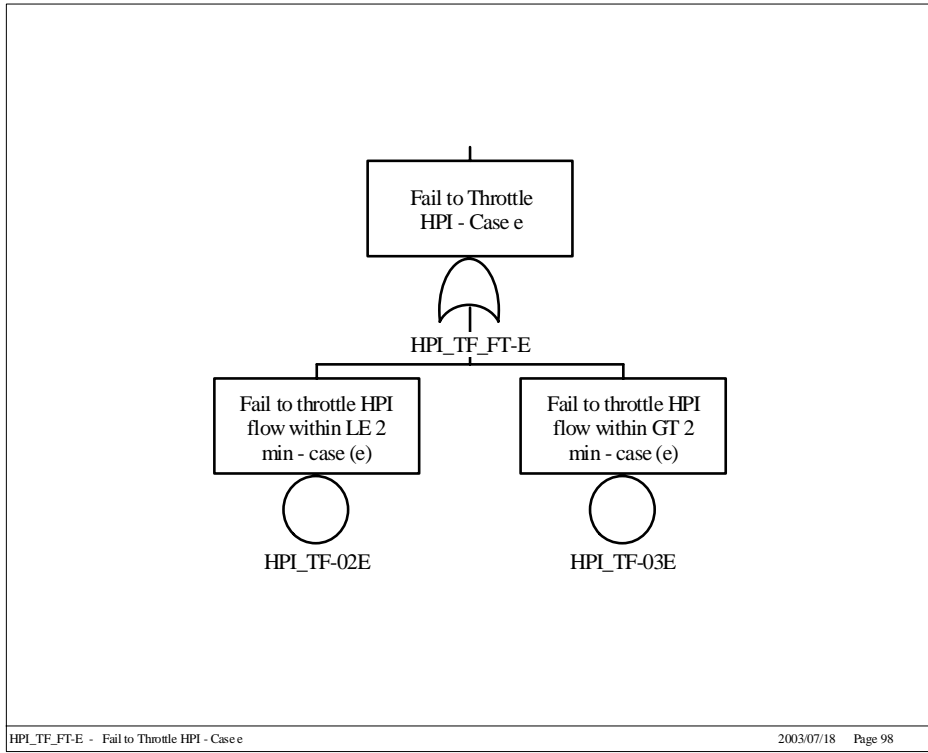 Fail to Throttle
HPI - Case e
HPI_TF_FT-E
Fail to throttle HPI
flow within LE 2
min - case (e)
HPI_TF-02E
Fail to throttle HPI
flow within GT 2
min - case (e)
HPI_TF-03E
HPI_TF_FT-E - Fail to Throttle HPI - Case e
2003/07/18 Page 98